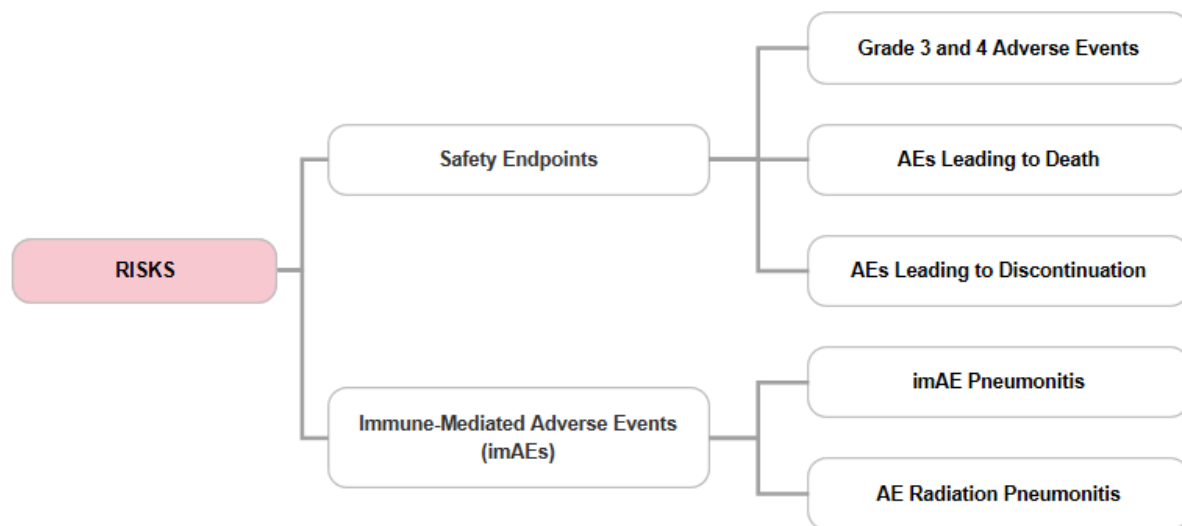 Grade 3 and 4 Adverse Events
Safety Endpoints
AEs Leading to Death
RISKS
AEs Leading to Discontinuation
Immune-Mediated Adverse Events
(imAEs)
imAE Pneumonitis
AE Radiation Pneumonitis